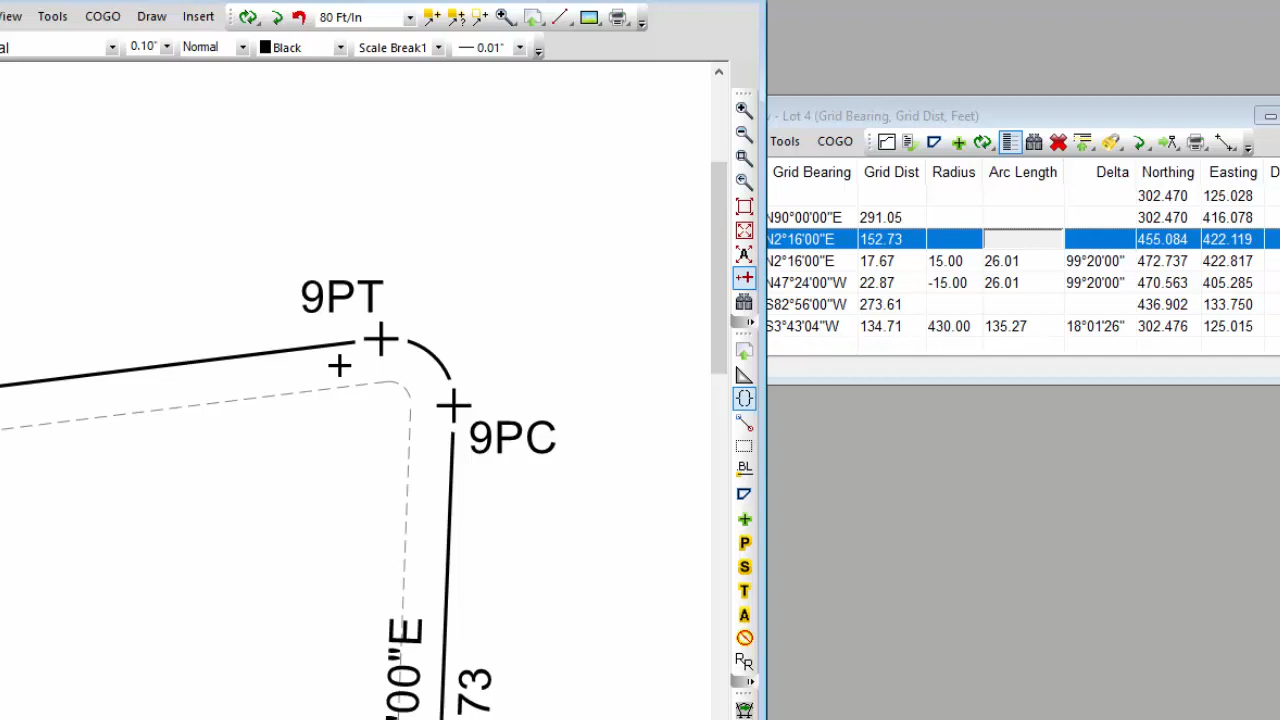 View Tools COGO Draw Insert 80 Ft/In
al 0.10" Normal Black Scale Break1 0.01"
y - Lot 4 (Grid Bearing, Grid Dist, Feet)
Tools COGO
Grid Bearing Grid Dist Radius Arc Length Delta Northing Easting D
302.470 125.028
N90°00'00"E 291.05 302.470 416.078
N2°16'00"E 152.73 455.084 422.119
N2°16'00"E 17.67 15.00 26.01 99°20'00" 472.737 422.817
N47°24'00"W 22.87 -15.00 26.01 99°20'00" 470.563 405.285
S82°56'00"W 273.61 436.902 133.750
S3°43'04"W 134.71 430.00 135.27 18°01'26" 302.476 125.015
9PT
9PC
'00"E
73
A
.BL
P
S
T
A
RR